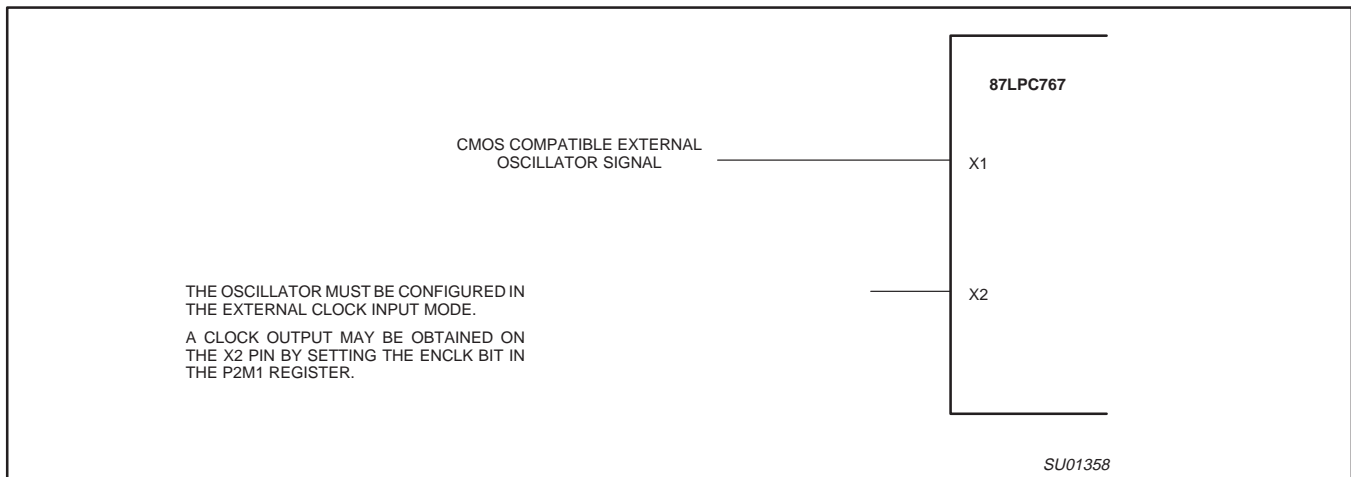 87LPC767
CMOS COMPATIBLE EXTERNAL
OSCILLATOR SIGNAL
X1
THE OSCILLATOR MUST BE CONFIGURED IN
THE EXTERNAL CLOCK INPUT MODE.
X2
A CLOCK OUTPUT MAY BE OBTAINED ON
THE X2 PIN BY SETTING THE ENCLK BIT IN
THE P2M1 REGISTER.
SU01358